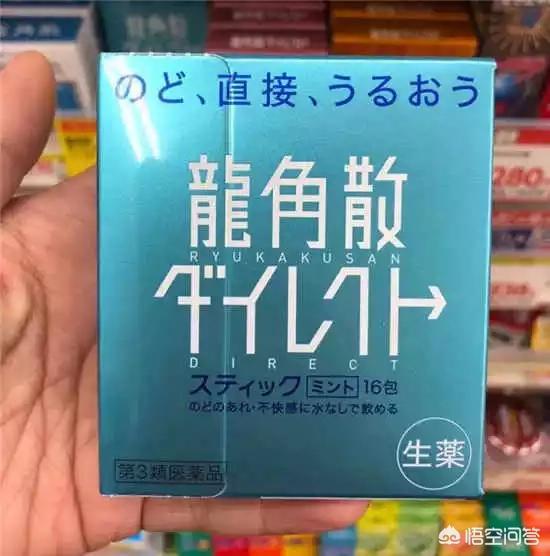 のど、直接、うるおう
龍角散
RYUKAKUSAN
ダイレクト
DIRECT
スティック ミント 16包
のどのあれ・不快感に水なしで飲める
第3類医薬品
生薬
280
悟空问答